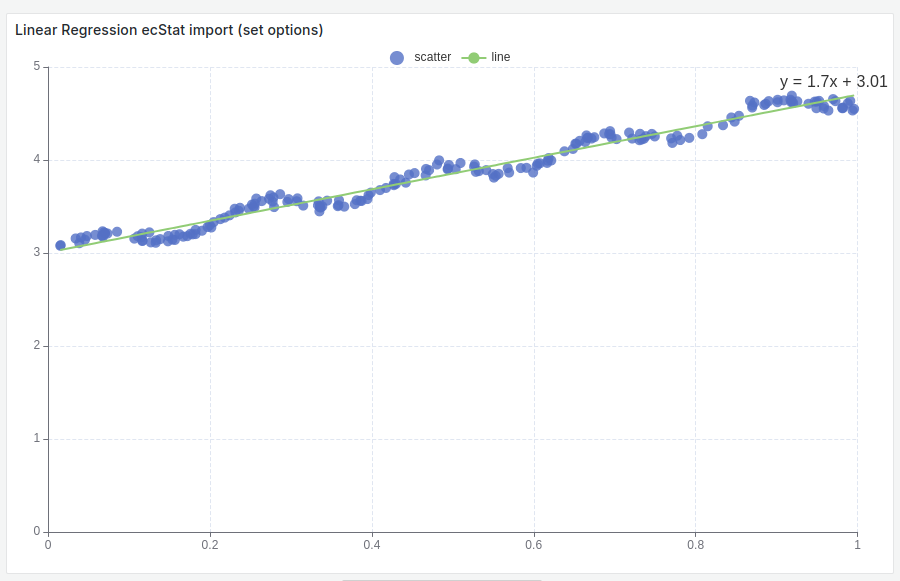 Linear Regression ecStat import (set options)
scatter line
y = 1.7x + 3.01
5
4
3
2
1
0
0 0.2 0.4 0.6 0.8 1